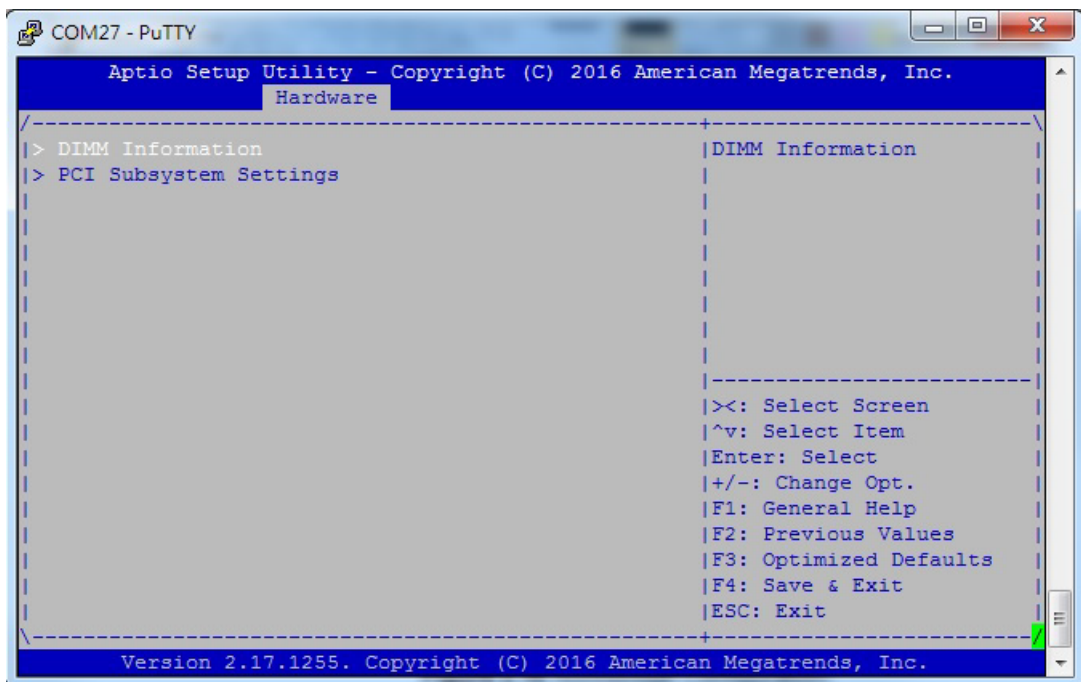 COM27 - PuTTY
Aptio Setup Utility - Copyright (C) 2016 American Megatrends, Inc.
Hardware
/----------------------------------------------------+-------------------------\
|> DIMM Information |DIMM Information |
|> PCI Subsystem Settings | |
|-------------------------|
|><: Select Screen |
|^v: Select Item |
|Enter: Select |
|+/-: Change Opt. |
|F1: General Help |
|F2: Previous Values |
|F3: Optimized Defaults |
|F4: Save & Exit |
|ESC: Exit |
\----------------------------------------------------+-------------------------/
Version 2.17.1255. Copyright (C) 2016 American Megatrends, Inc.